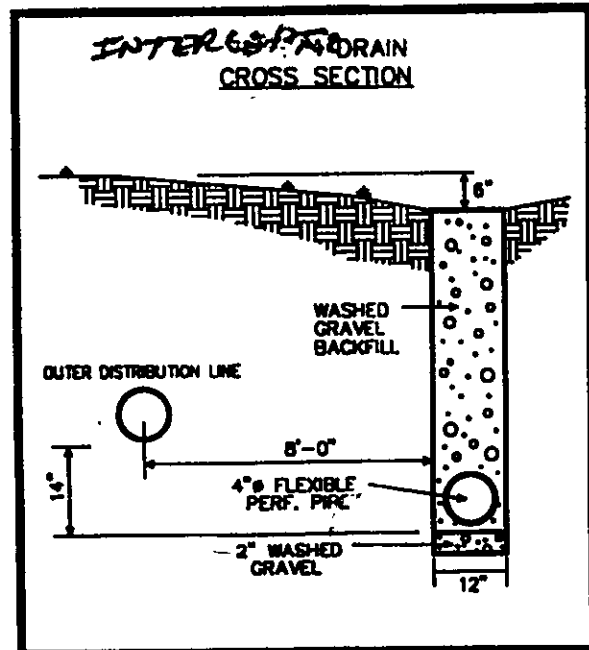 DRAIN
CROSS SECTION
6"
WASHED
GRAVEL
BACKFILL
OUTER DISTRIBUTION LINE
8'-0"
14"
4"ø FLEXIBLE
PERF. PIPE
2" WASHED
GRAVEL
12"